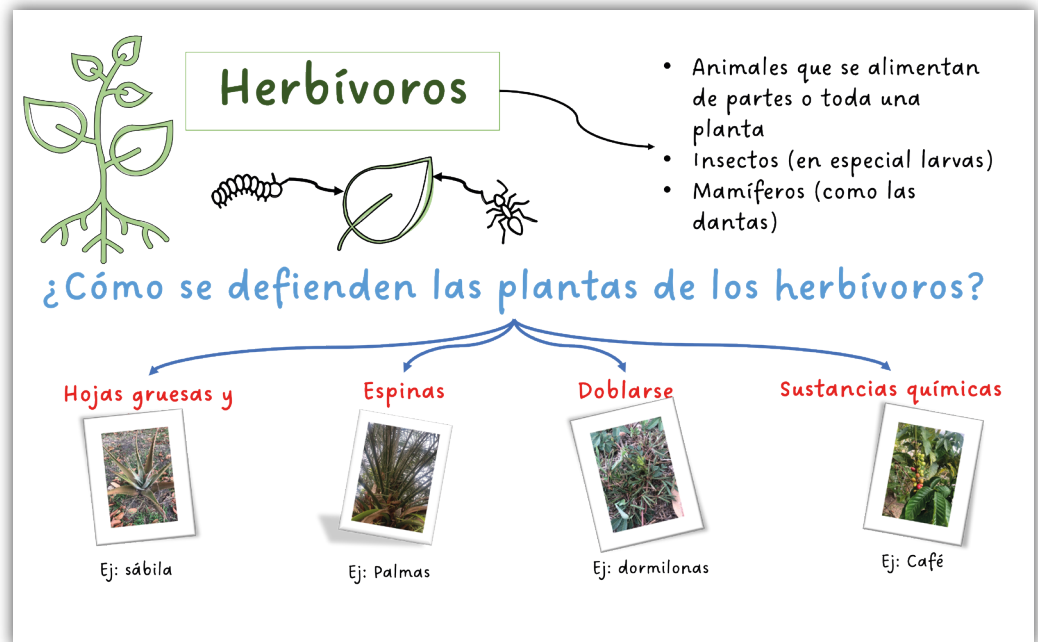 Herbívoros
• Animales que se alimentan
de partes o toda una
planta
• Insectos (en especial larvas)
• Mamíferos (como las
dantas)
¿Cómo se defienden las plantas de los herbívoros?
Hojas gruesas y
Espinas
Doblarse
Sustancias químicas
Ej: sábila
Ej: Palmas
Ej: dormilonas
Ej: Café